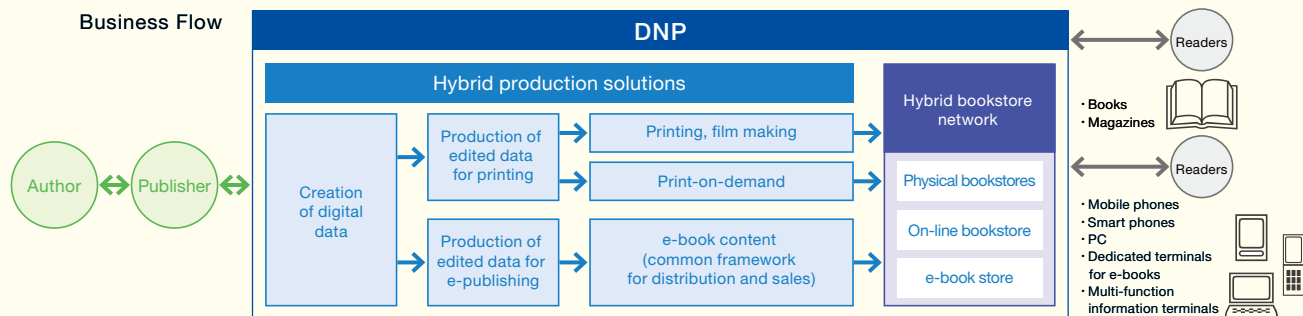 Business Flow
DNP
Hybrid production solutions
Author
Publisher
Creation
of digital
data
Production of
edited data
for printing
Production of
edited data for
e-publishing
Printing, film making
Print-on-demand
e-book content
(common framework
for distribution and sales)
Hybrid bookstore
network
Physical bookstores
On-line bookstore
e-book store
Readers
・Books
・Magazines
Readers
・Mobile phones
・Smart phones
・PC
・Dedicated terminals
for e-books
・Multi-function
information terminals